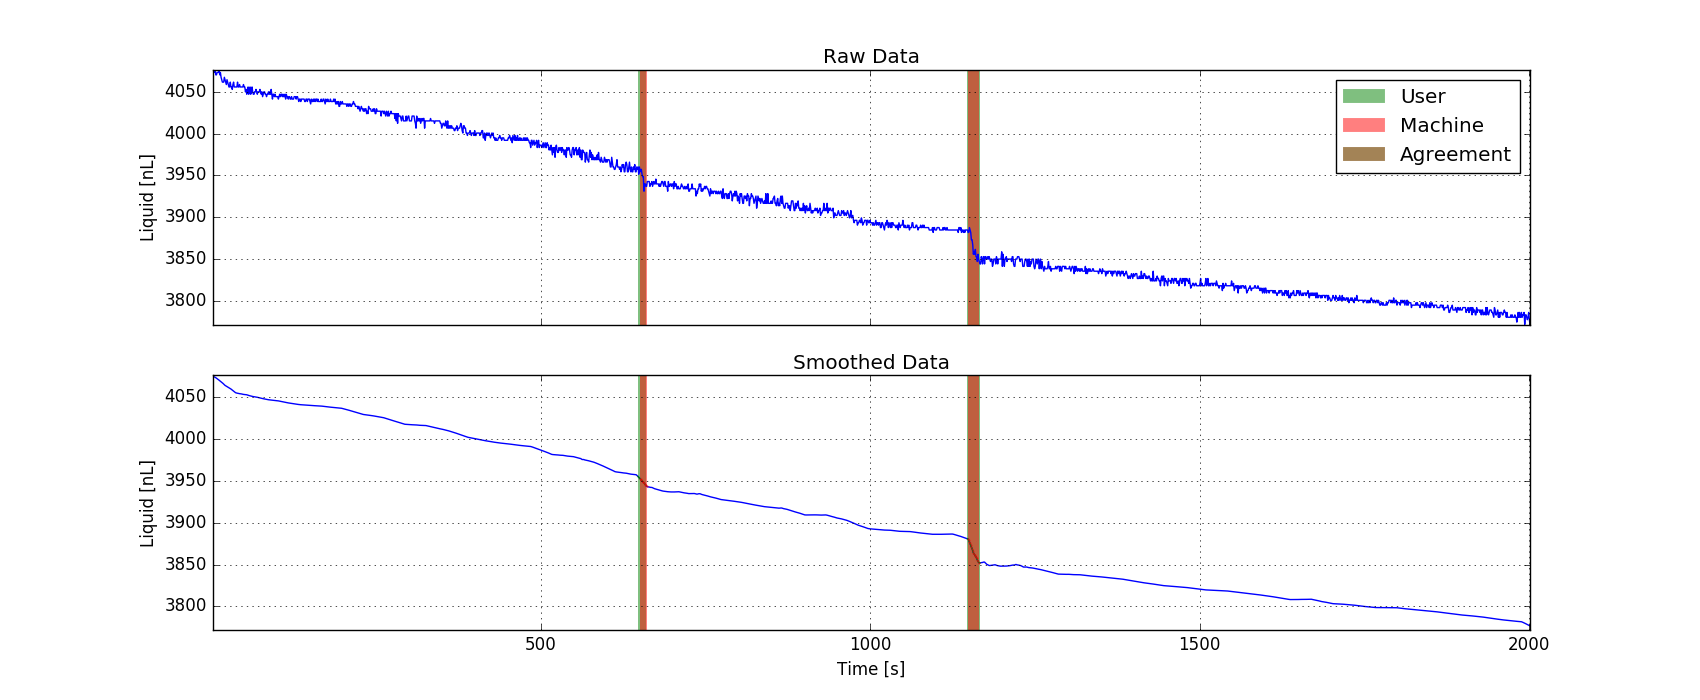 Raw Data
Liquid [nL]
4050
4000
3950
3900
3850
3800
User
Machine
Agreement
Smoothed Data
Liquid [nL]
4050
4000
3950
3900
3850
3800
500
1000
1500
2000
Time [s]